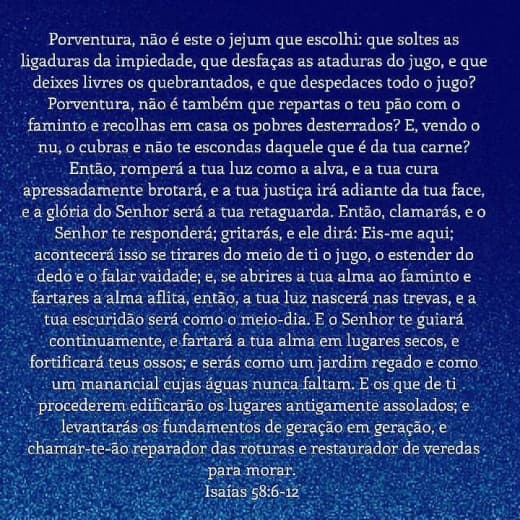 Porventura, não é este o jejum que escolhi: que soltes as
ligaduras da impiedade, que desfaças as ataduras do jugo, e que
deixes livres os quebrantados, e que despedaces todo o jugo?
Porventura, não é também que repartas o teu pão com o
faminto e recolhas em casa os pobres desterrados? E, vendo o
nu, o cubras e não te escondas daquele que é da tua carne?
Então, romperá a tua luz como a alva, e a tua cura
apressadamente brotará, e a tua justiça irá adiante da tua face,
e a glória do Senhor será a tua retaguarda. Então, clamarás, e o
Senhor te responderá; gritarás, e ele dirá: Eis-me aqui;
acontecerá isso se tirares do meio de ti o jugo, o estender do
dedo e o falar vaidade; e, se abrires a tua alma ao faminto e
fartares a alma aflita, então, a tua luz nascerá nas trevas, e a
tua escuridão será como o meio-dia. E o Senhor te guiará
continuamente, e fartará a tua alma em lugares secos, e
fortificará teus ossos; e serás como um jardim regado e como
um manancial cujas águas nunca faltam. E os que de ti
procederem edificarão os lugares antigamente assolados; e
levantarás os fundamentos de geração em geração, e
chamar-te-ão reparador das roturas e restaurador de veredas
para morar.
Isaías 58:6-12